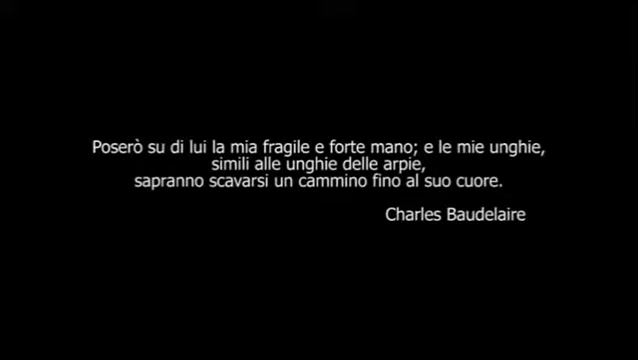 Poserò su di lui la mia fragile e forte mano; e le mie unghie,
simili alle unghie delle arpie,
sapranno scavarsi un cammino fino al suo cuore.
Charles Baudelaire